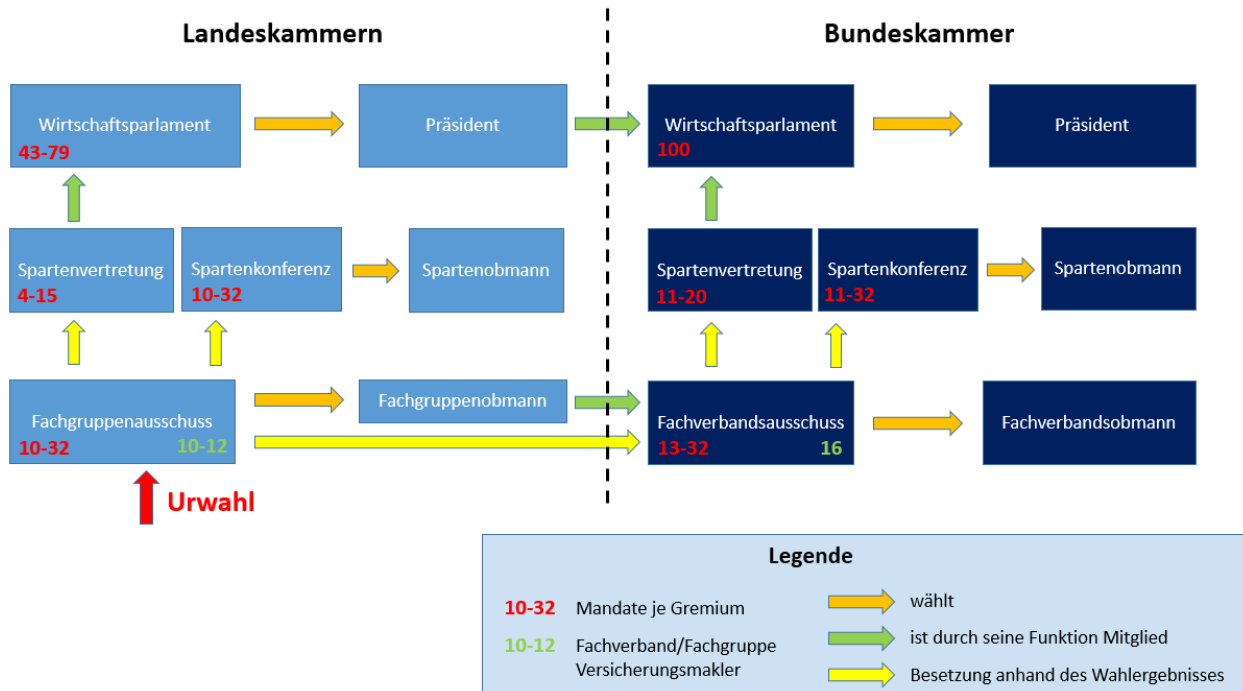 Landeskammern
Bundeskammer
Wirtschaftsparlament
43-79
Präsident
Wirtschaftsparlament
100
Präsident
Spartenvertretung
4-15
Spartenkonferenz
10-32
Spartenobmann
Spartenvertretung
11-20
Spartenkonferenz
11-32
Spartenobmann
Fachgruppenausschuss
10-32 10-12
Fachgruppenobmann
Fachverbandsausschuss
13-32 16
Fachverbandsobmann
Urwahl
Legende
10-32 Mandate je Gremium
10-12 Fachverband/Fachgruppe
Versicherungsmakler
wählt
ist durch seine Funktion Mitglied
Besetzung anhand des Wahlergebnisses